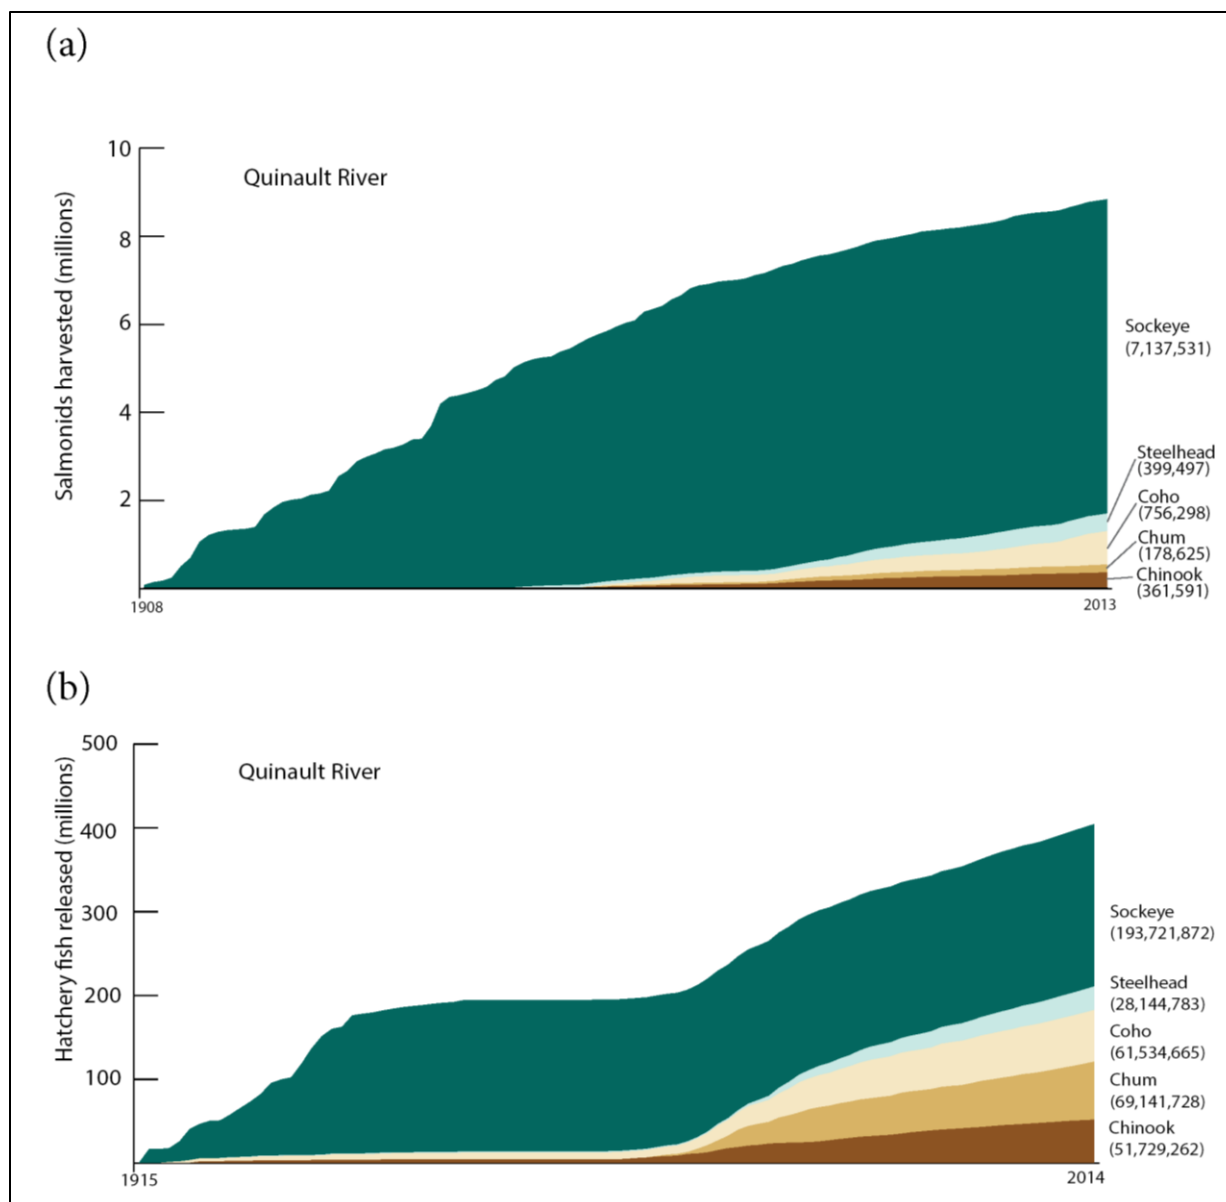 (a)
Quinault River
Salmonids harvested (millions)
10
8
6
4
2
1908
2013
Sockeye
(7,137,531)
Steelhead
(399,497)
Coho
(756,298)
Chum
(178,625)
Chinook
(361,591)
(b)
Quinault River
Hatchery fish released (millions)
500
400
300
200
100
1915
2014
Sockeye
(193,721,872)
Steelhead
(28,144,783)
Coho
(61,534,665)
Chum
(69,141,728)
Chinook
(51,729,262)